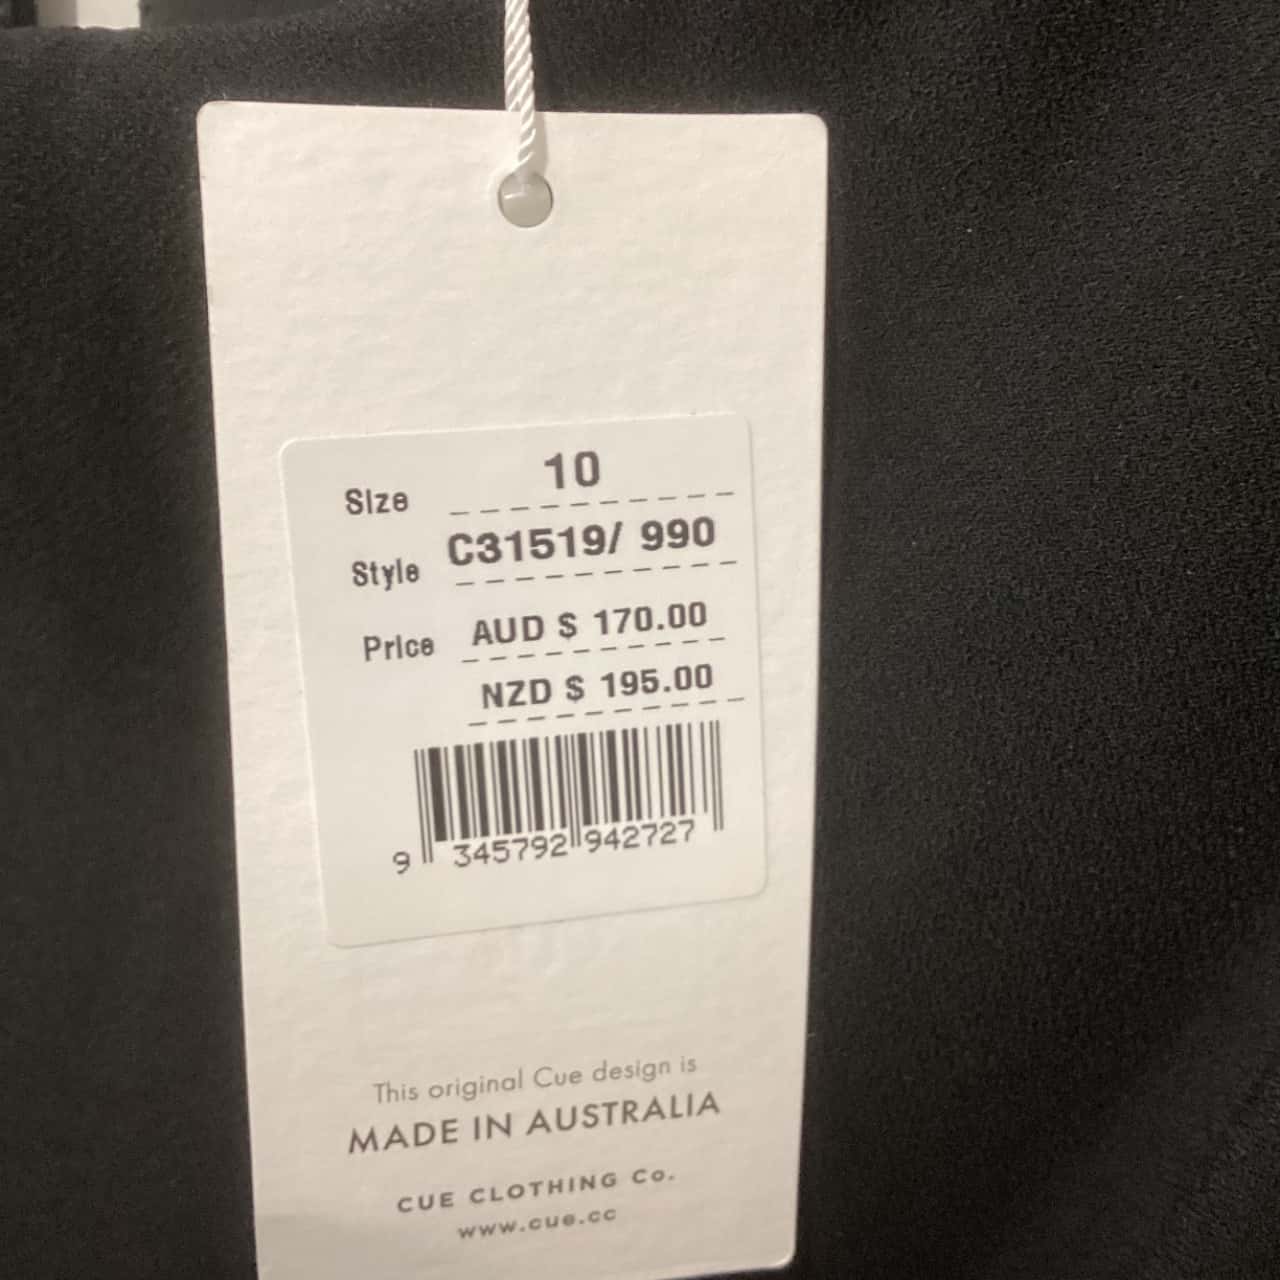 Size 10
Style C31519/ 990
Price AUD $ 170.00
NZD $ 195.00
9 345792 942727
This original Cue design is
MADE IN AUSTRALIA
CUE CLOTHING Co.
www.cue.cc